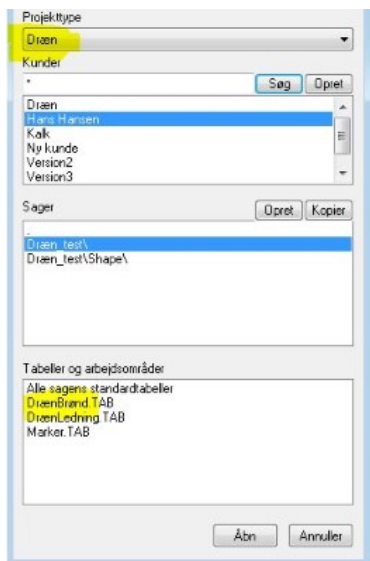 Projekttype
Dræn
Kunder
*
Søg
Opret
Dræn
Hans Hansen
Kalk
Ny kunde
Version2
Version3
Sager
Opret
Kopier
.
Dræn_test\
Dræn_test\Shape\
Tabeller og arbejdsområder
Alle sagens standardtabeller
DrænBrønd.TAB
DrænLedning.TAB
Marker.TAB
Åbn
Annuller